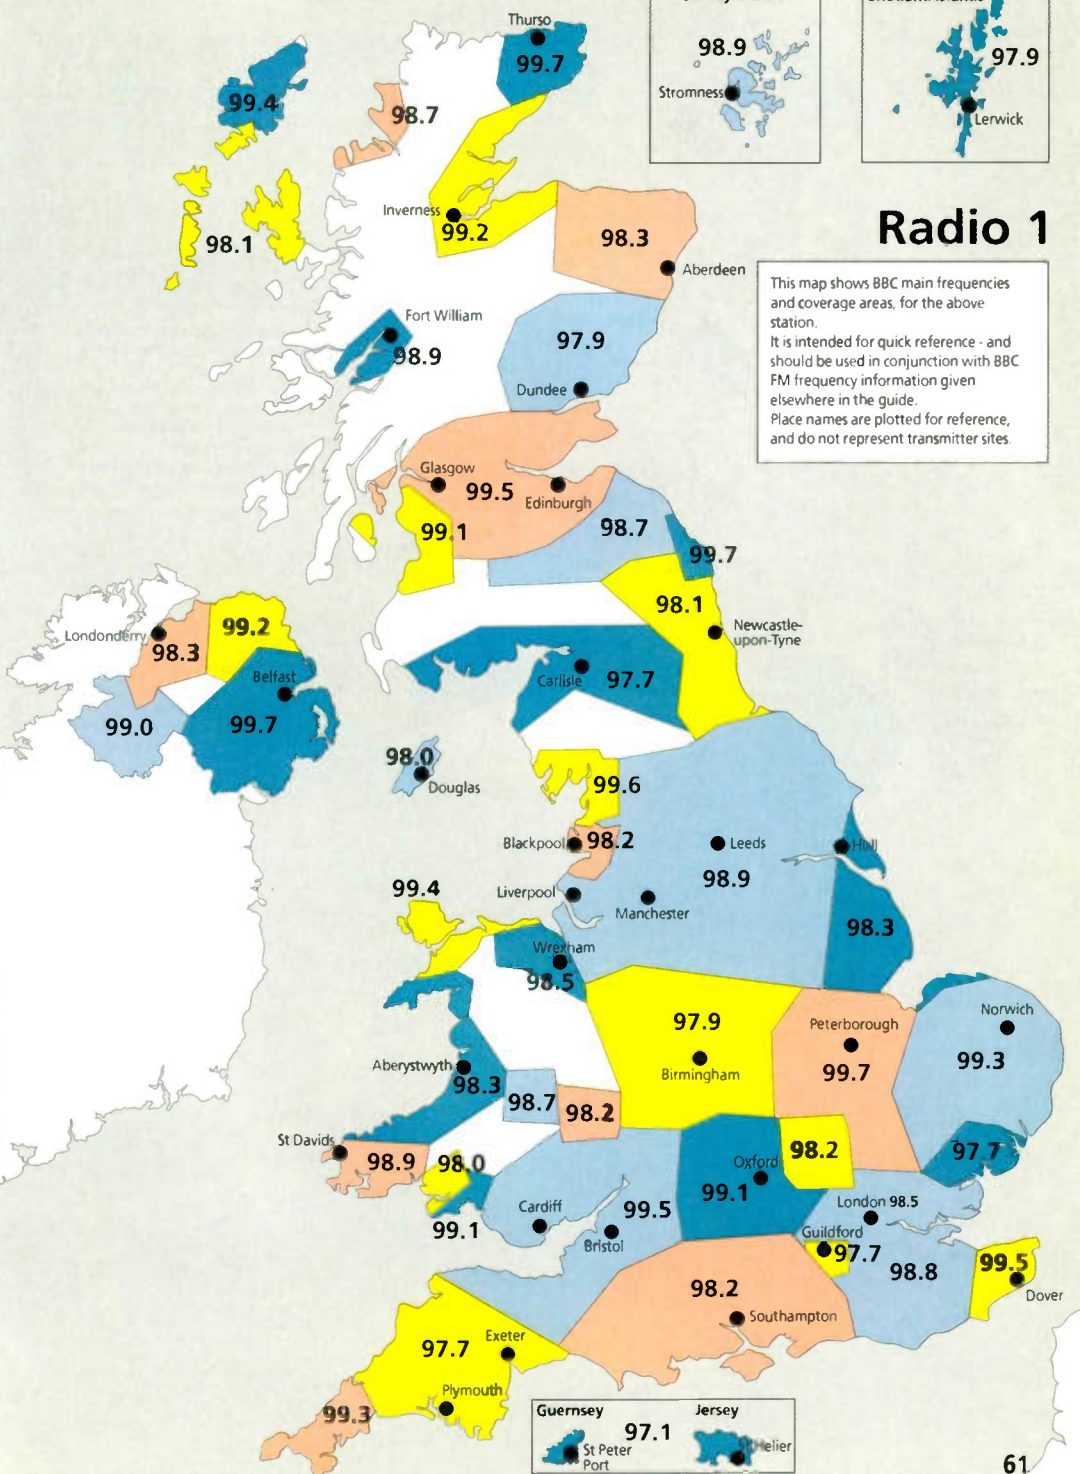 Thurso
98.9
97.9
99.7
Stromness
99.4
98.7
Lerwick
Inverness
99.2
98.1
98.3
Aberdeen
Radio 1
This map shows BBC main frequencies
and coverage areas, for the above
station.
It is intended for quick reference - and
should be used in conjunction with BBC
FM frequency information given
elsewhere in the guide.
Place names are plotted for reference,
and do not represent transmitter sites.
Fort William
98.9
97.9
Dundee
Glasgow
99.5
Edinburgh
99.1
98.7
99.7
98.1
Newcastle-
upon-Tyne
Londonderry
98.3
99.2
Belfast
99.0
99.7
Carlisle
97.7
98.0
Douglas
99.6
Blackpool
98.2
Leeds
Hull
98.9
Liverpool
Manchester
99.4
98.3
Wrexham
98.5
97.9
Birmingham
Peterborough
99.7
Norwich
99.3
Aberystwyth
98.3
98.7
98.2
St Davids
98.9
98.0
98.2
97.7
Oxford
99.1
99.1
Cardiff
99.5
Bristol
London 98.5
Guildford
97.7
98.8
99.5
Dover
98.2
Southampton
97.7
Exeter
Plymouth
99.3
Guernsey
97.1
Jersey
St Peter
Port
St Helier
61